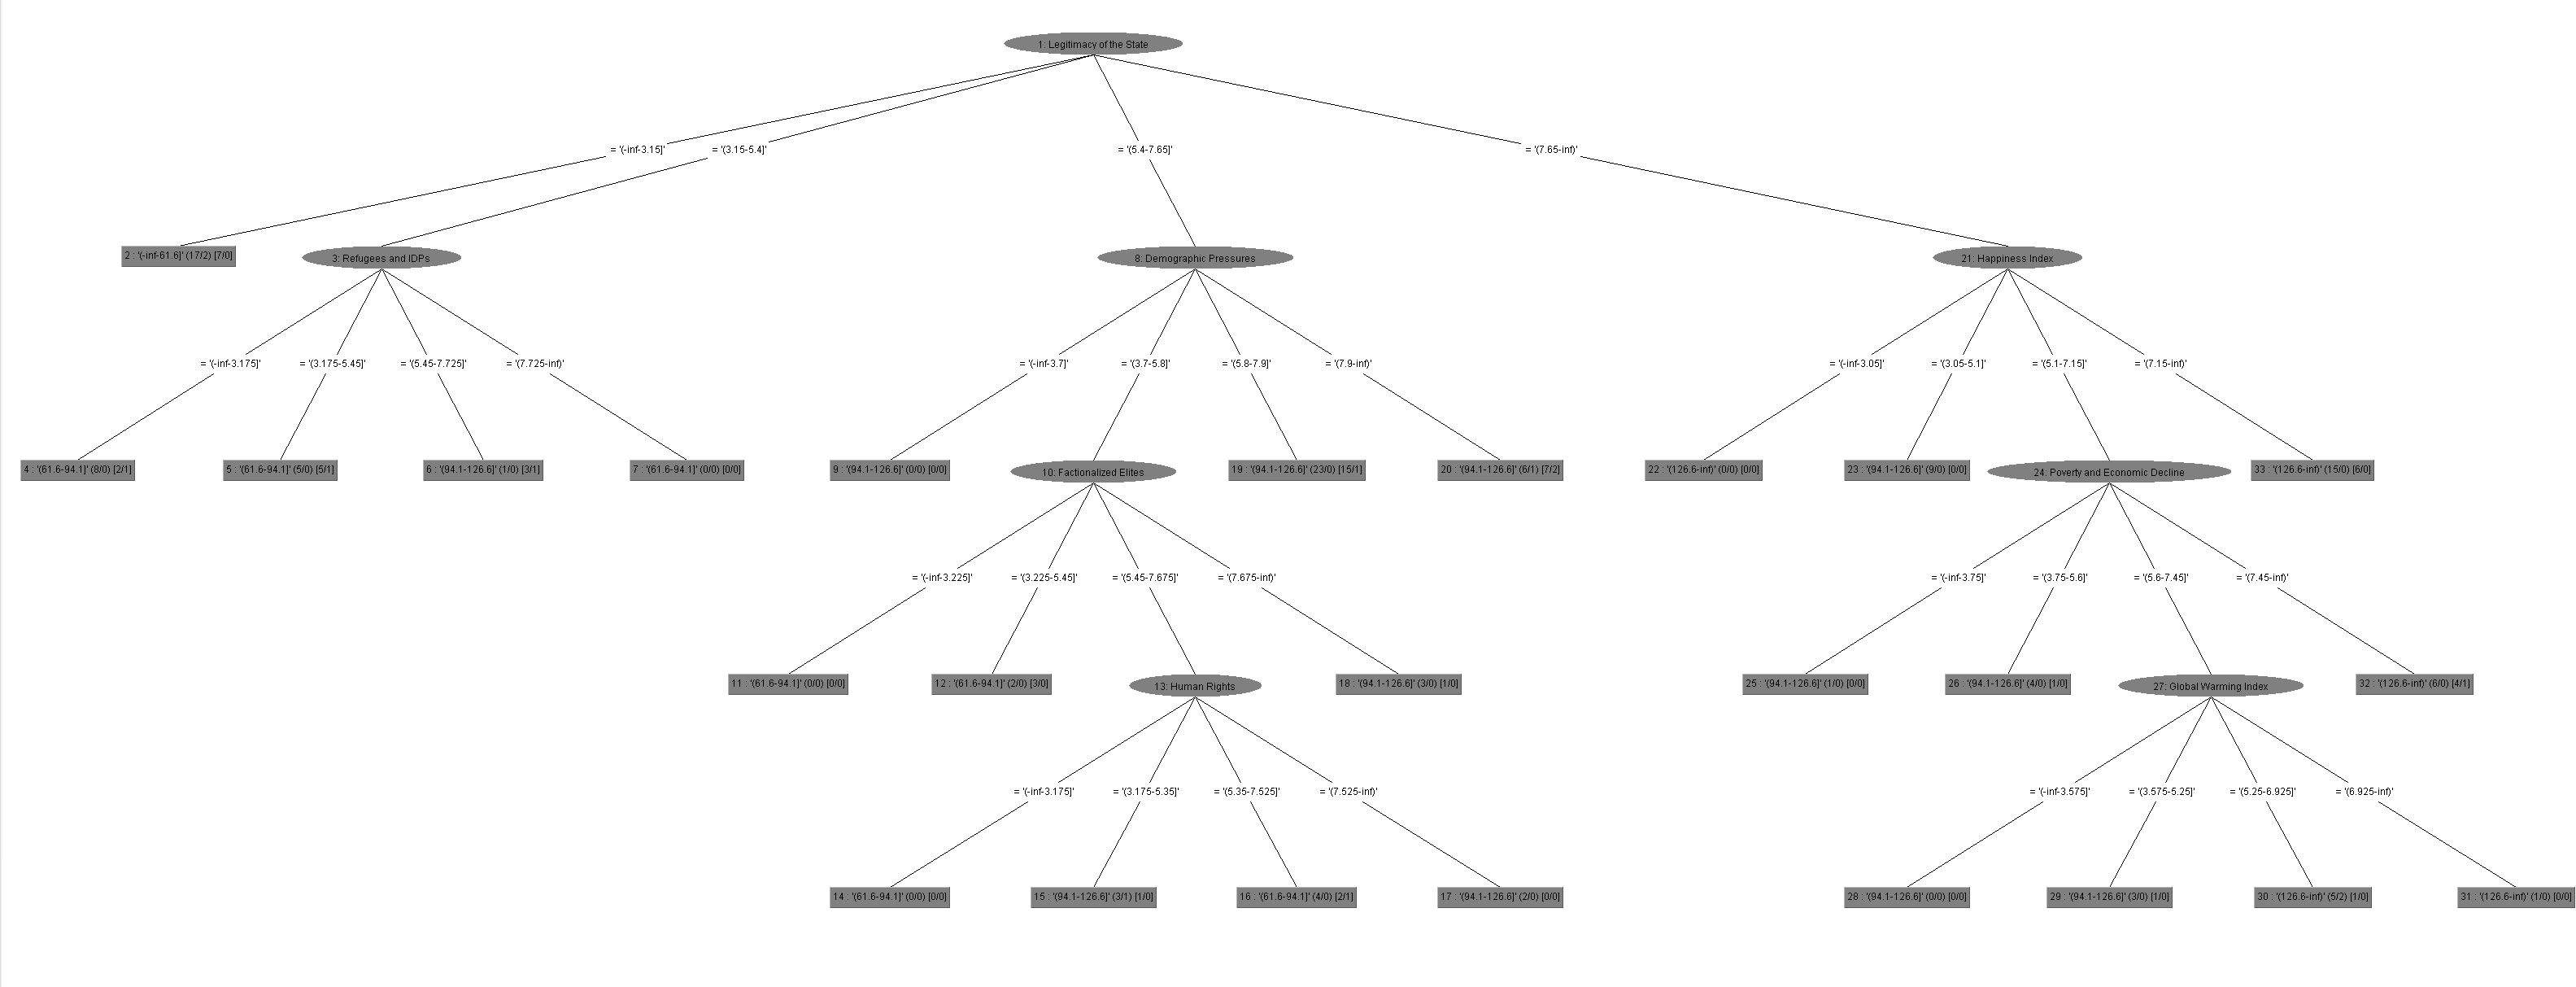 1: Legitimacy of the State
= '(-inf-3.15]'
= '(3.15-5.4]'
= '(5.4-7.65]'
= '(7.65-inf)'
2 : '(-inf-61.6]' (17/2) [7/0]
3: Refugees and IDPs
8: Demographic Pressures
21: Happiness Index
= '(-inf-3.175]'
= '(3.175-5.45]'
= '(5.45-7.725]'
= '(7.725-inf)'
= '(-inf-3.7]'
= '(3.7-5.8]'
= '(5.8-7.9]'
= '(7.9-inf)'
= '(-inf-3.05]'
= '(3.05-5.1]'
= '(5.1-7.15]'
= '(7.15-inf)'
4 : '(61.6-94.1]' (8/0) [2/1]
5 : '(61.6-94.1]' (5/0) [5/1]
6 : '(94.1-126.6]' (1/0) [3/1]
7 : '(61.6-94.1]' (0/0) [0/0]
9 : '(94.1-126.6]' (0/0) [0/0]
10: Factionalized Elites
19 : '(94.1-126.6]' (23/0) [15/1]
20 : '(94.1-126.6]' (6/1) [7/2]
22 : '(126.6-inf)' (0/0) [0/0]
23 : '(94.1-126.6]' (9/0) [0/0]
24: Poverty and Economic Decline
33 : '(126.6-inf)' (15/0) [6/0]
= '(-inf-3.225]'
= '(3.225-5.45]'
= '(5.45-7.675]'
= '(7.675-inf)'
= '(-inf-3.75]'
= '(3.75-5.6]'
= '(5.6-7.45]'
= '(7.45-inf)'
11 : '(61.6-94.1]' (0/0) [0/0]
12 : '(61.6-94.1]' (2/0) [3/0]
13: Human Rights
18 : '(94.1-126.6]' (3/0) [1/0]
25 : '(94.1-126.6]' (1/0) [0/0]
26 : '(94.1-126.6]' (4/0) [1/0]
27: Global Warming Index
32 : '(126.6-inf)' (6/0) [4/1]
= '(-inf-3.175]'
= '(3.175-5.35]'
= '(5.35-7.525]'
= '(7.525-inf)'
= '(-inf-3.575]'
= '(3.575-5.25]'
= '(5.25-6.925]'
= '(6.925-inf)'
14 : '(61.6-94.1]' (0/0) [0/0]
15 : '(94.1-126.6]' (3/1) [1/0]
16 : '(61.6-94.1]' (4/0) [2/1]
17 : '(94.1-126.6]' (2/0) [0/0]
28 : '(94.1-126.6]' (0/0) [0/0]
29 : '(94.1-126.6]' (3/0) [1/0]
30 : '(126.6-inf)' (5/2) [1/0]
31 : '(126.6-inf)' (1/0) [0/0]